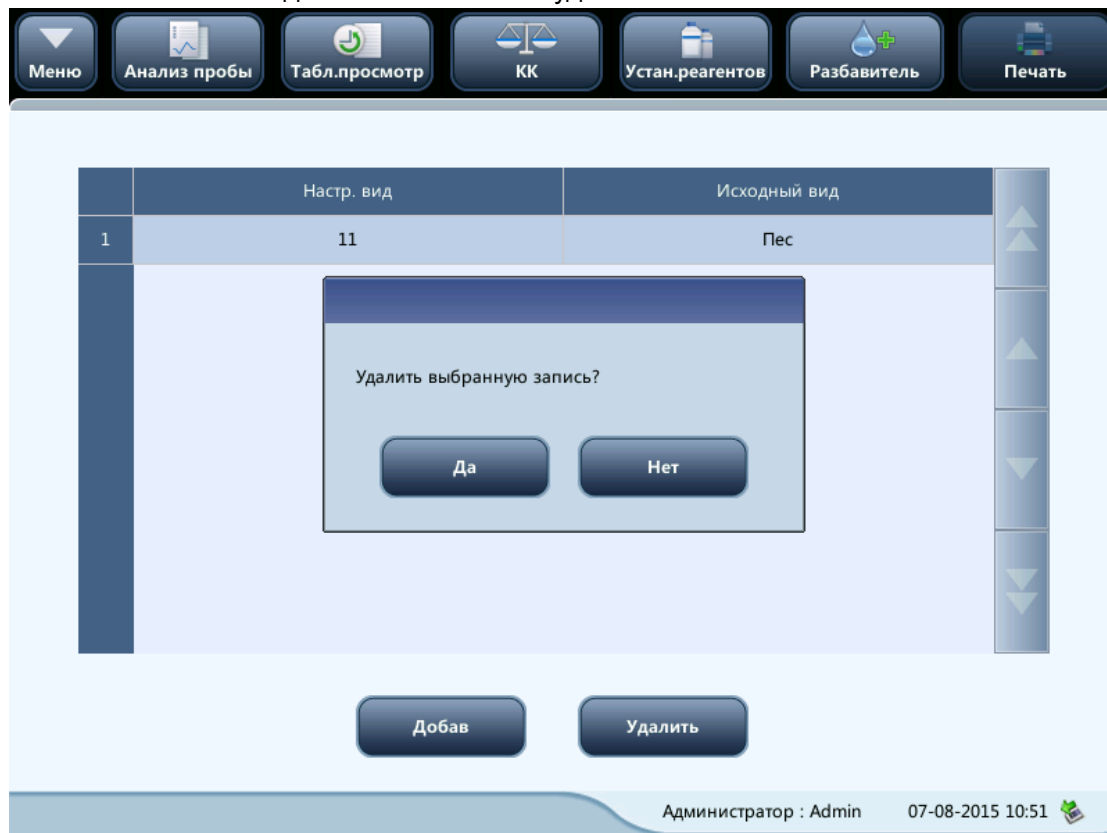 Меню Анализ пробы Табл.просмотр КК Устан.реагентов Разбавитель Печать
Настр. вид Исходный вид
1 11 Пес
Удалить выбранную запись?
Да Нет
Добав Удалить
Администратор : Admin 07-08-2015 10:51